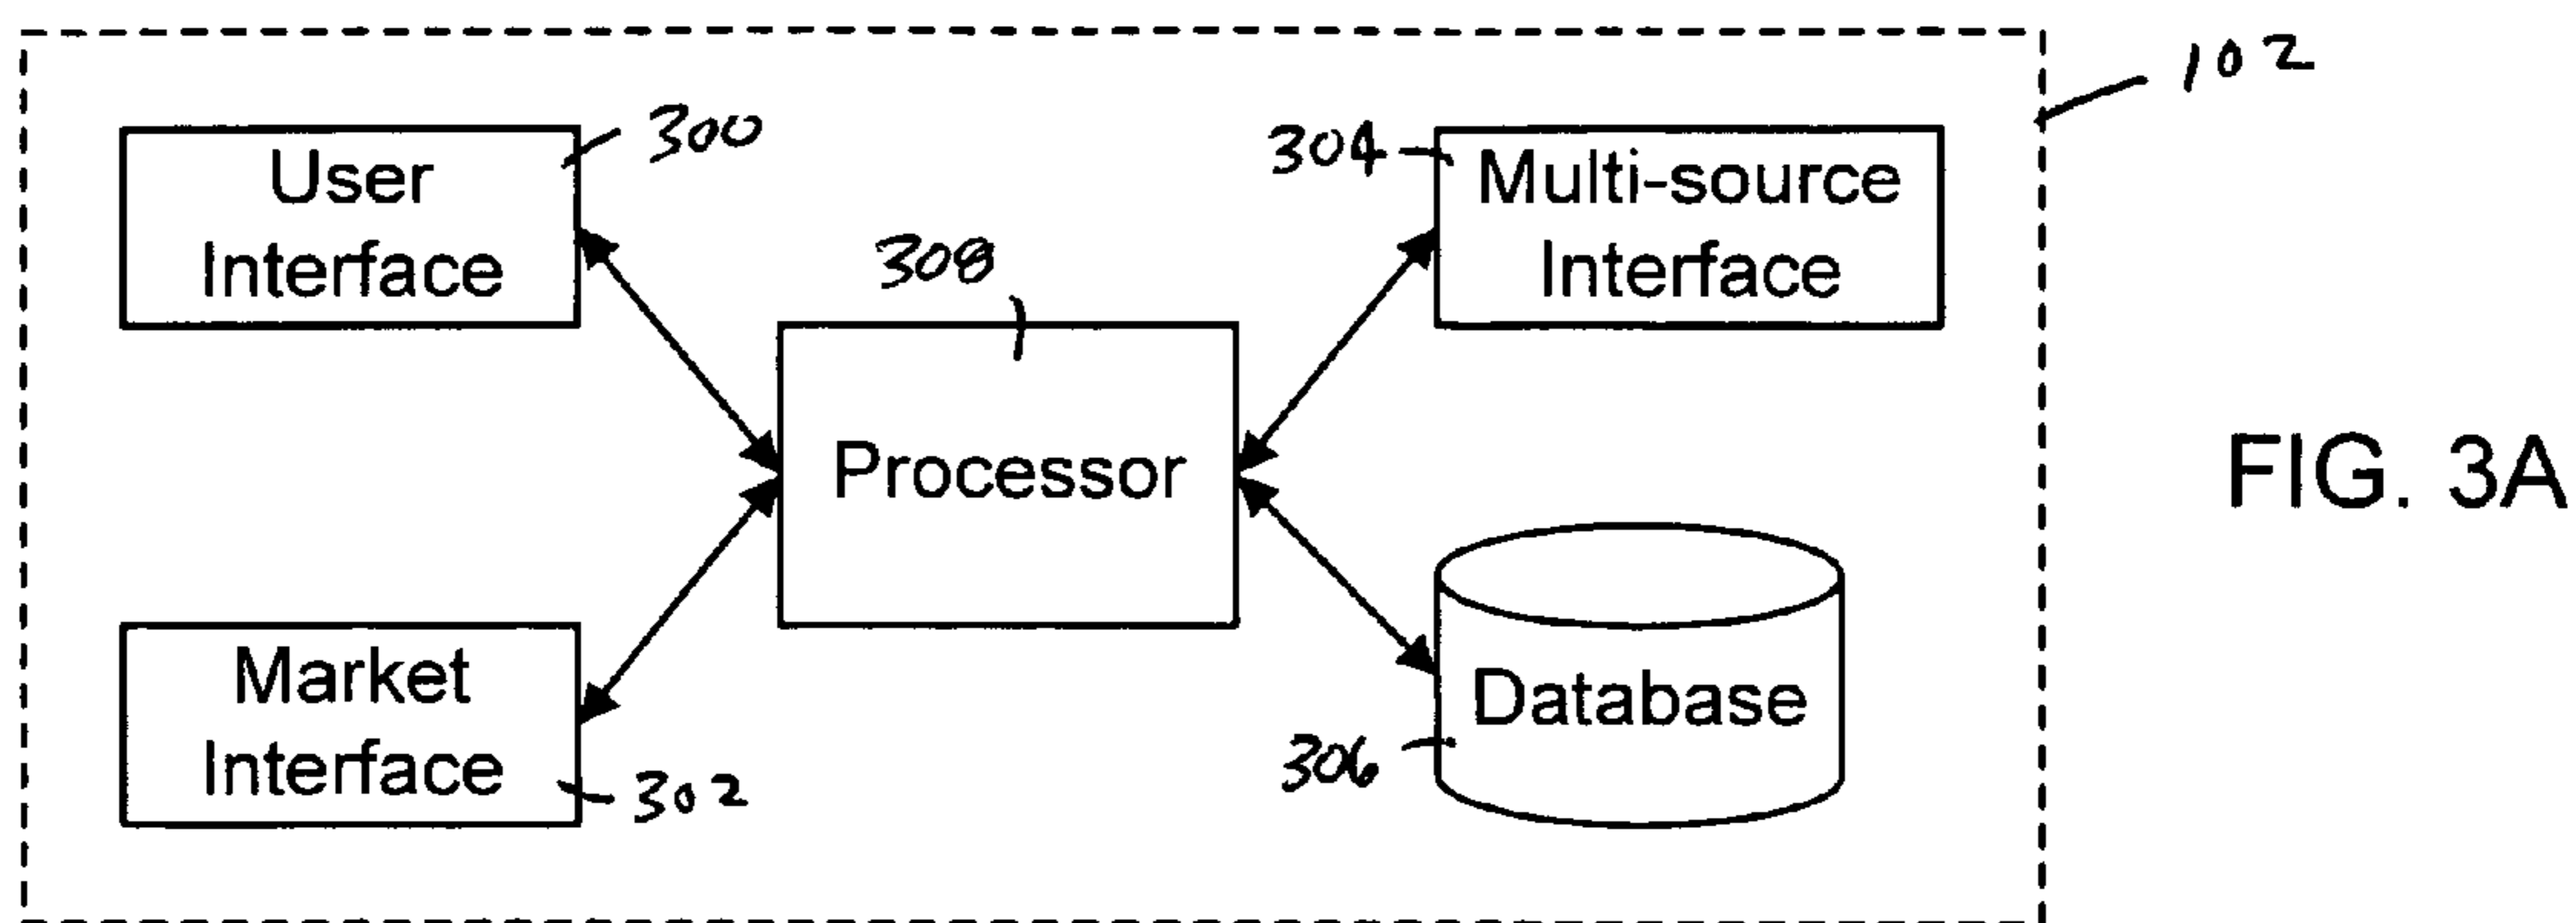 102
300
User
Interface
304
Multi-source
Interface
308
Processor
FIG. 3A
Market
Interface
302
Database
306